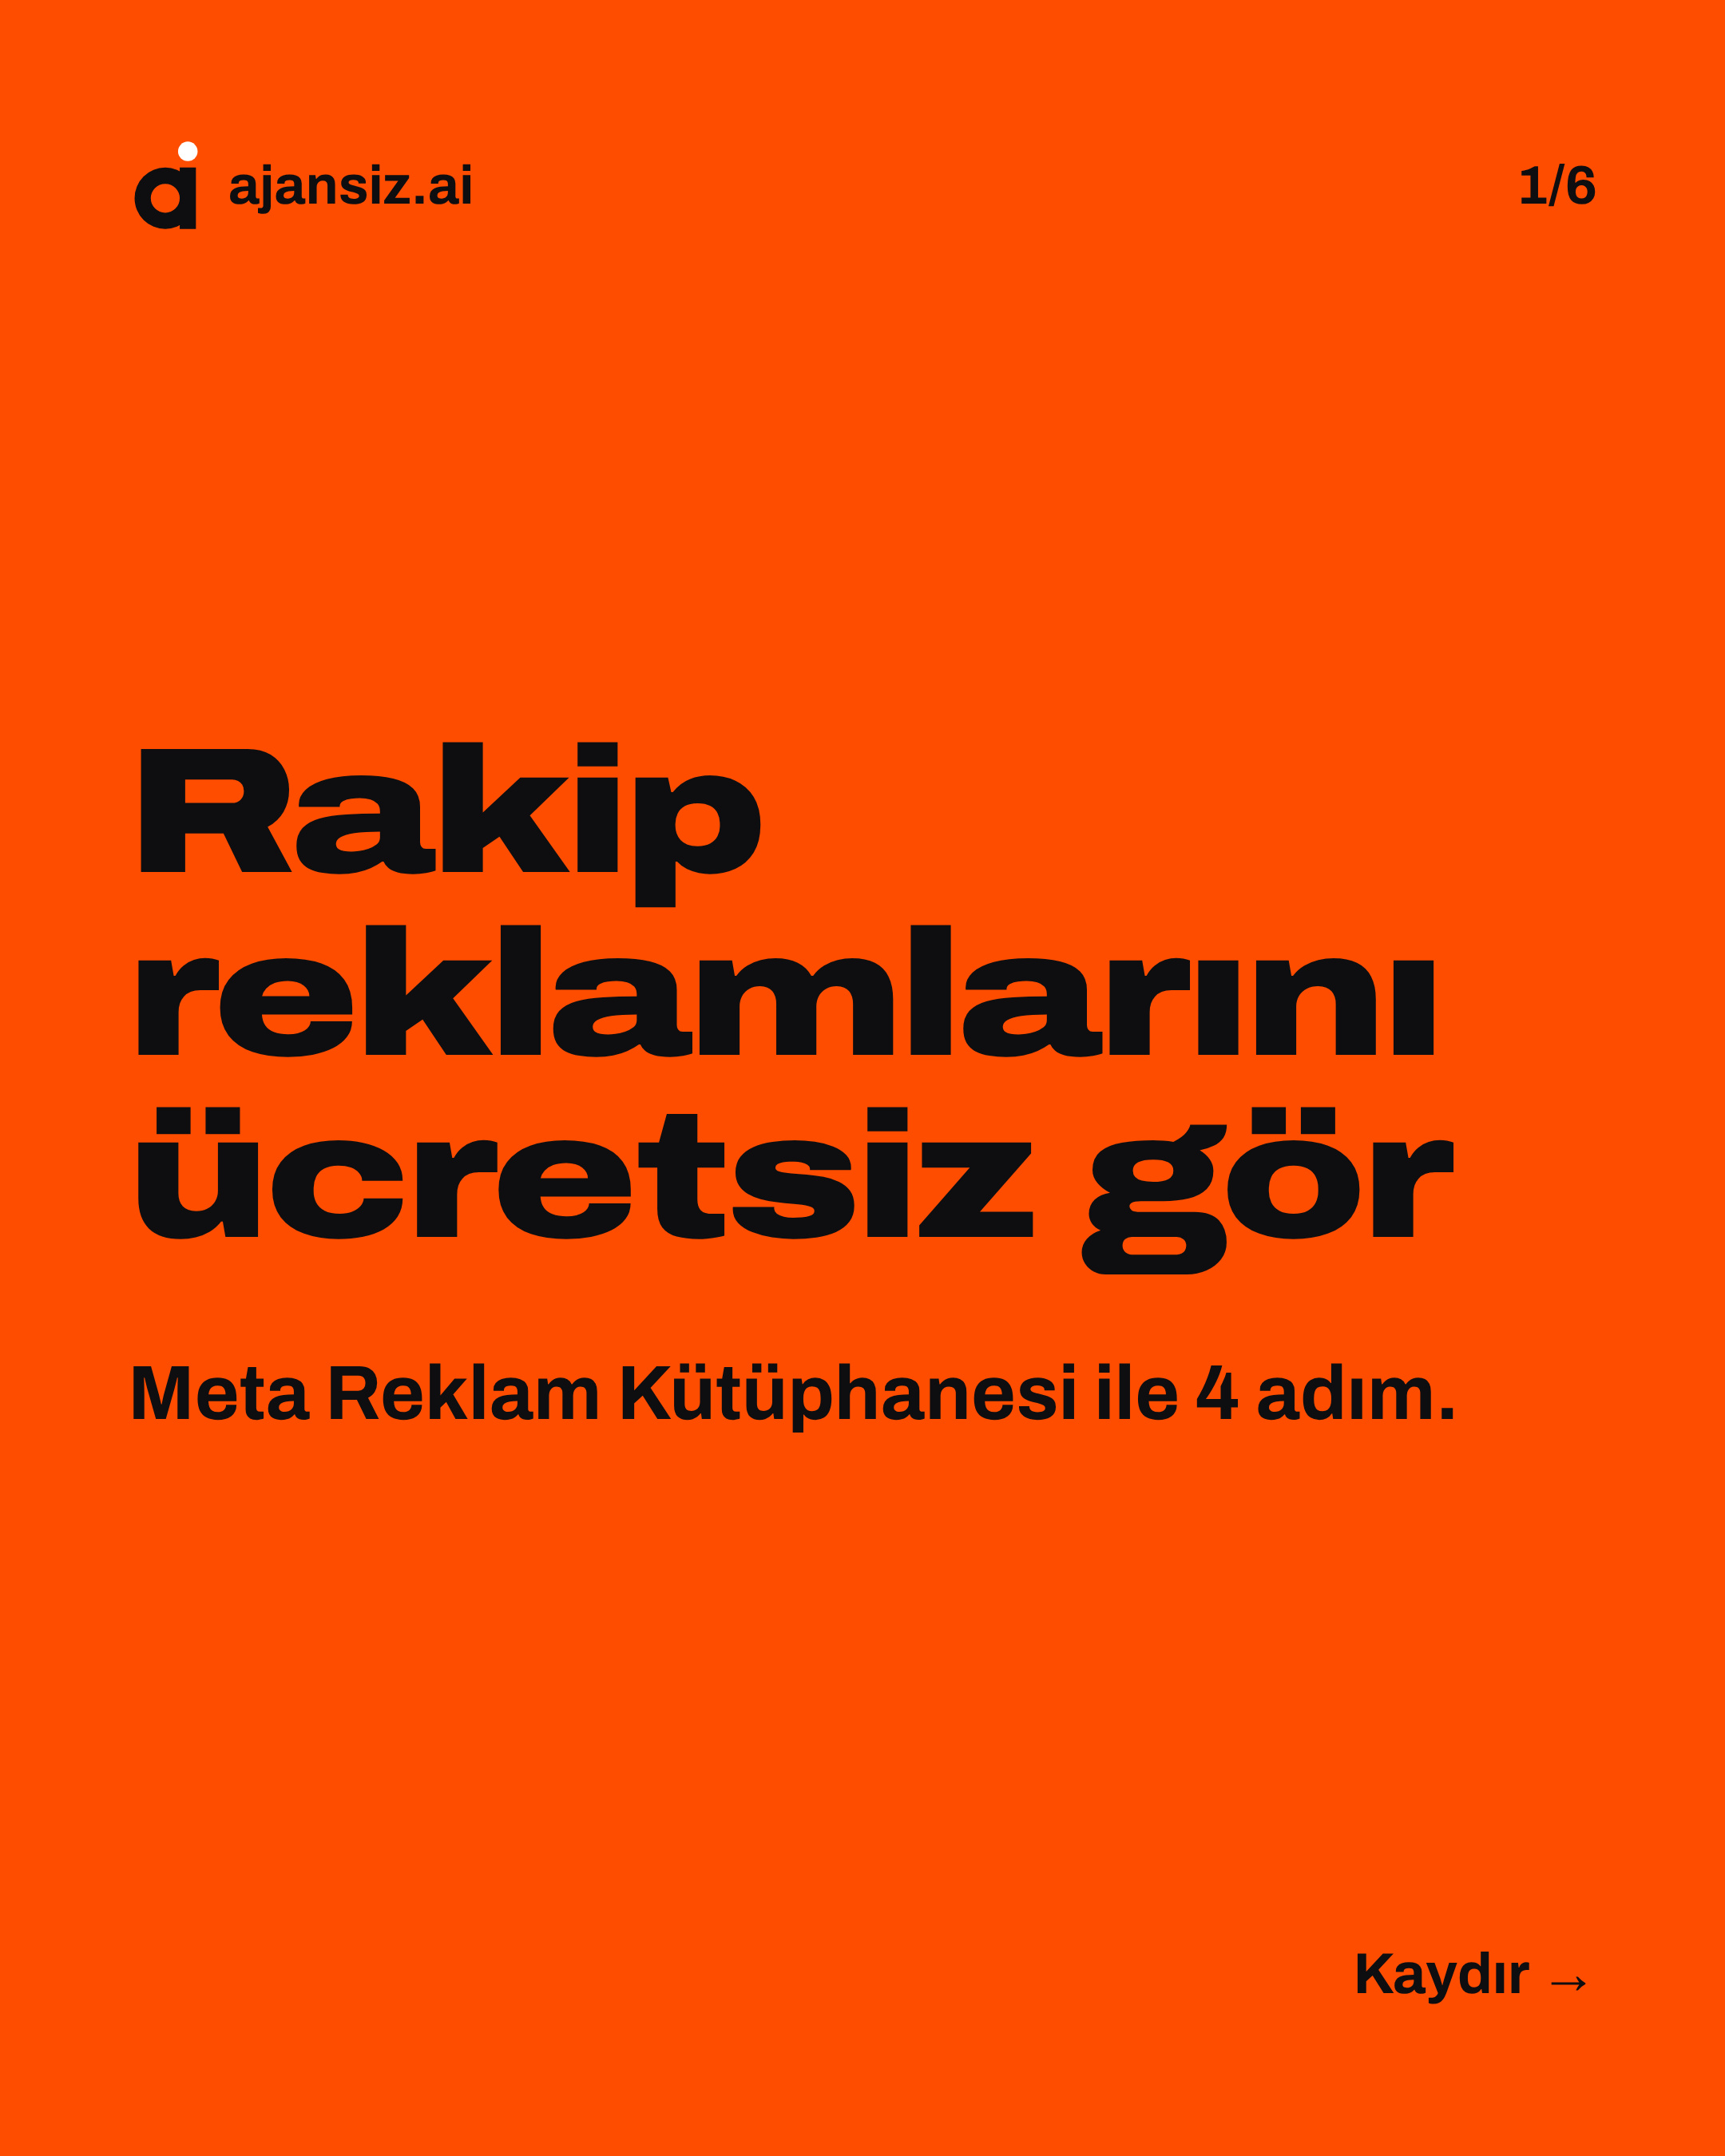 ajansiz.ai
1/6
Rakip
reklamlarını
ücretsiz gör
Meta Reklam Kütüphanesi ile 4 adım.
Kaydır →